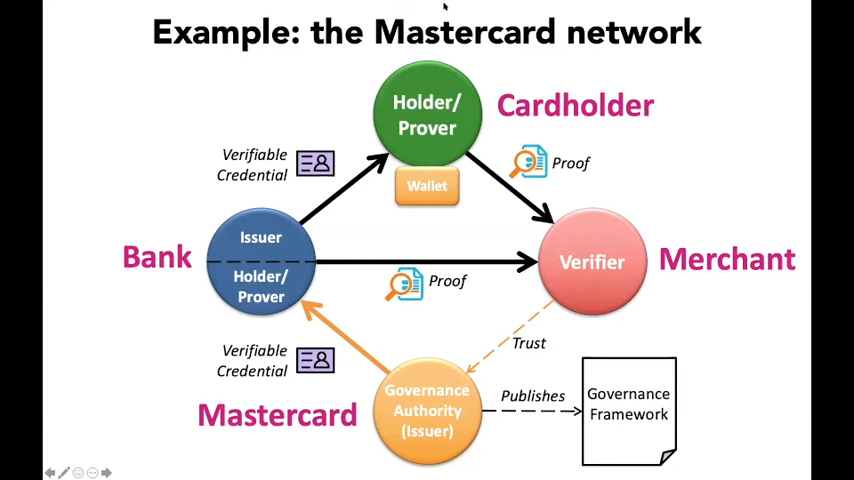 Example: the Mastercard network
Holder/
Prover
Cardholder
Verifiable
Credential
Proof
Wallet
Bank
Issuer
Holder/
Prover
Verifier
Merchant
Proof
Trust
Verifiable
Credential
Mastercard
Governance
Authority
(Issuer)
Publishes
Governance
Framework